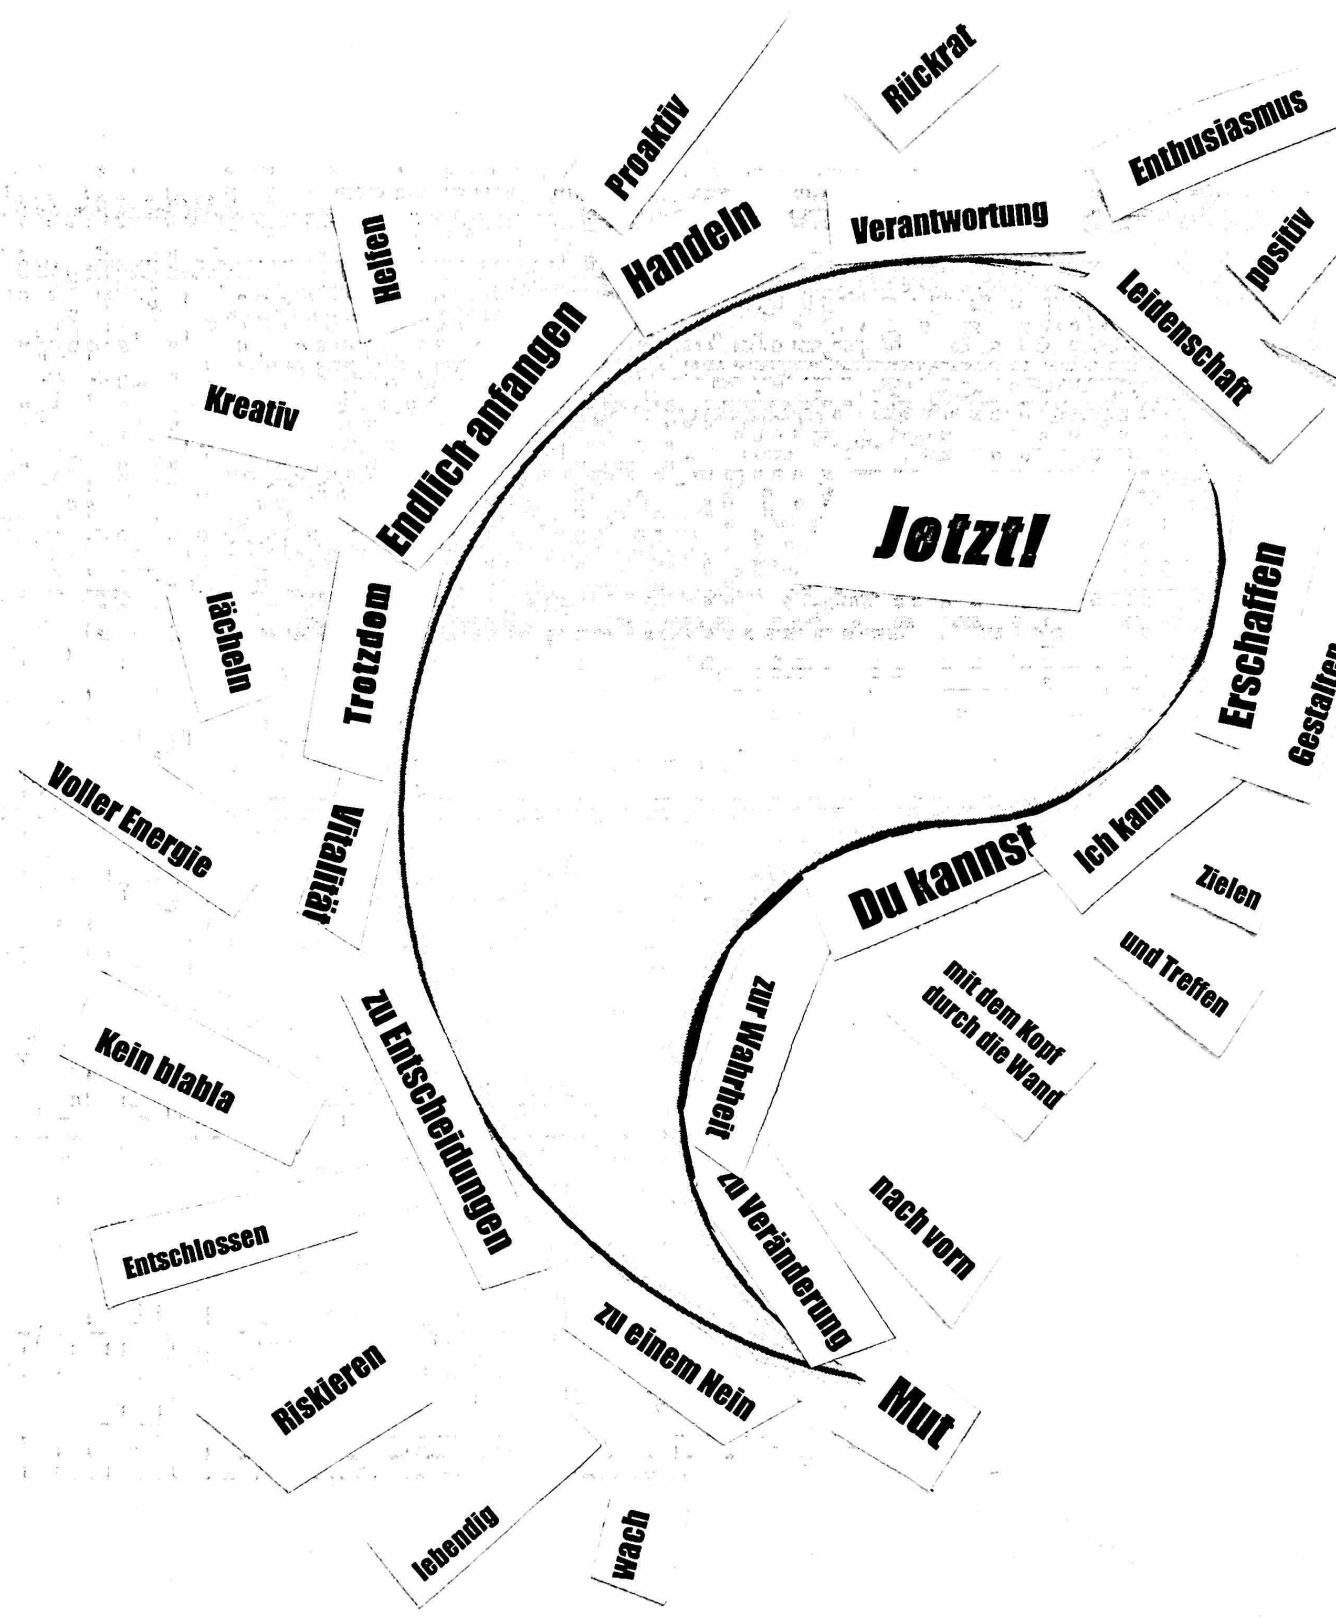 Rückrat
Proaktiv
Enthusiasmus
Handeln
Verantwortung
positiv
Helfen
Leidenschaft
Endlich anfangen
Kreativ
Jetzt!
Erschaffen
lächeln
Trotzdem
Gestalten
Voller Energie
Vitalität
Ich kann
Du kannst
Zielen
und Treffen
mit dem Kopf
durch die Wand
zur Wahrheit
zu Entscheidungen
Kein blabla
zu Veränderung
nach vorn
Entschlossen
zu einem Nein
Riskieren
Mut
lebendig
wach